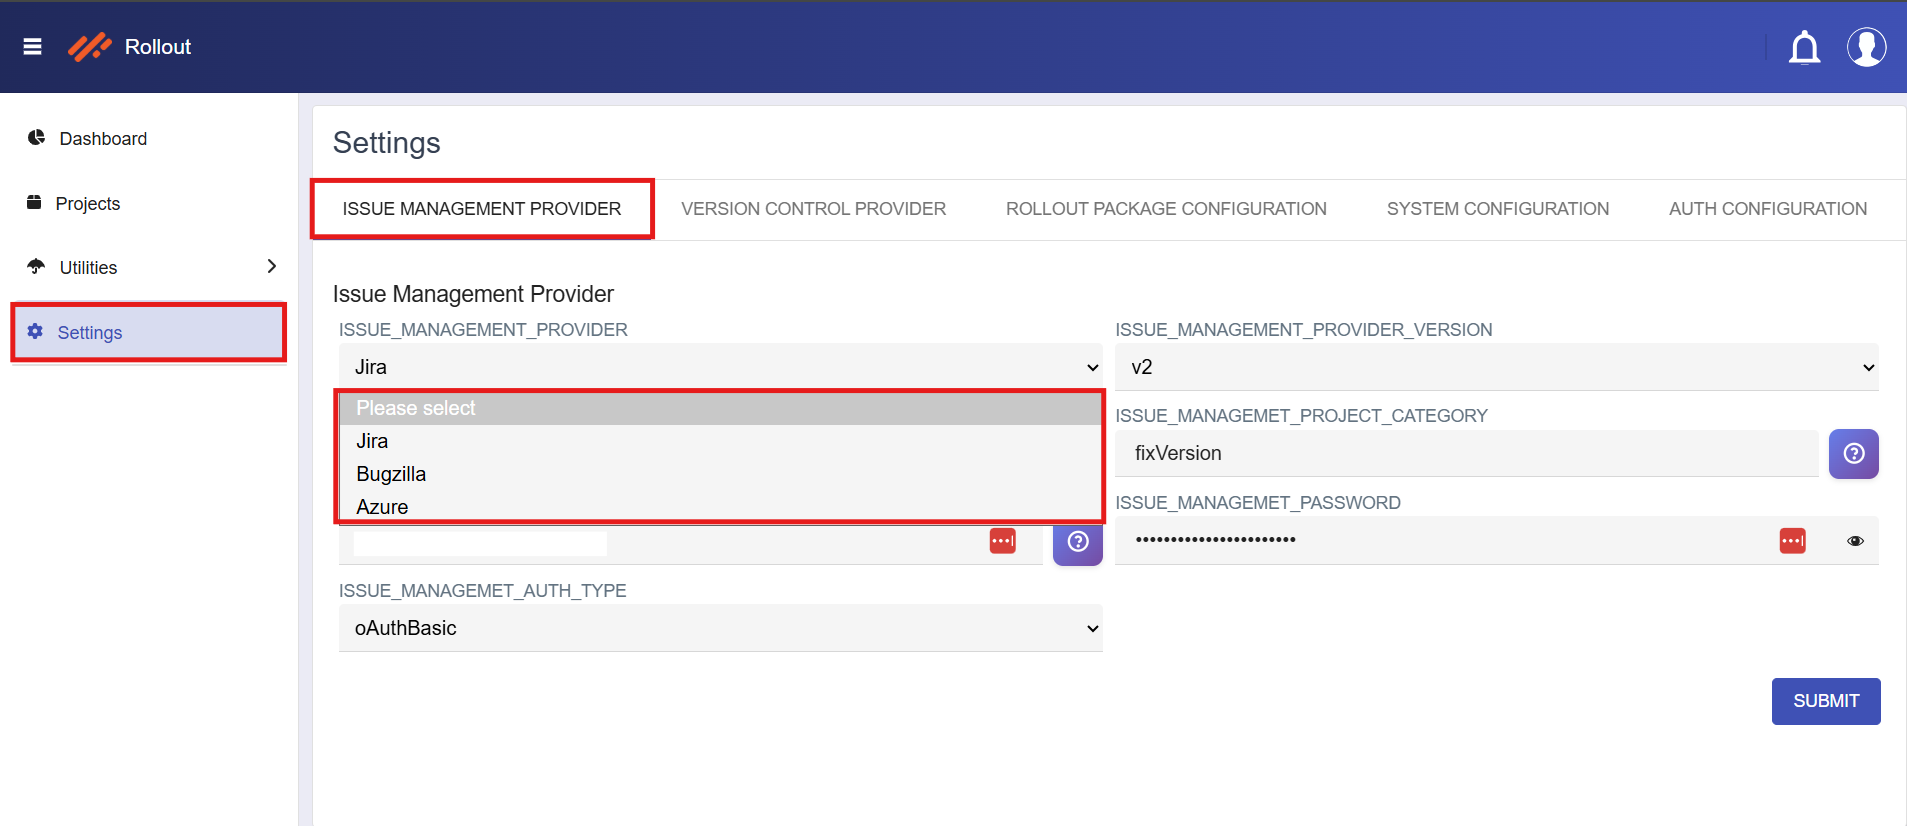 Rollout
Dashboard
Projects
Utilities
Settings
Settings
ISSUE MANAGEMENT PROVIDER VERSION CONTROL PROVIDER ROLLOUT PACKAGE CONFIGURATION SYSTEM CONFIGURATION AUTH CONFIGURATION
Issue Management Provider
ISSUE_MANAGEMENT_PROVIDER
Jira
Please select
Jira
Bugzilla
Azure
ISSUE_MANAGEMENT_PROVIDER_VERSION
v2
ISSUE_MANAGEMET_PROJECT_CATEGORY
fixVersion
ISSUE_MANAGEMET_PASSWORD
•••••••••••••••••••••••
ISSUE_MANAGEMET_AUTH_TYPE
oAuthBasic
SUBMIT